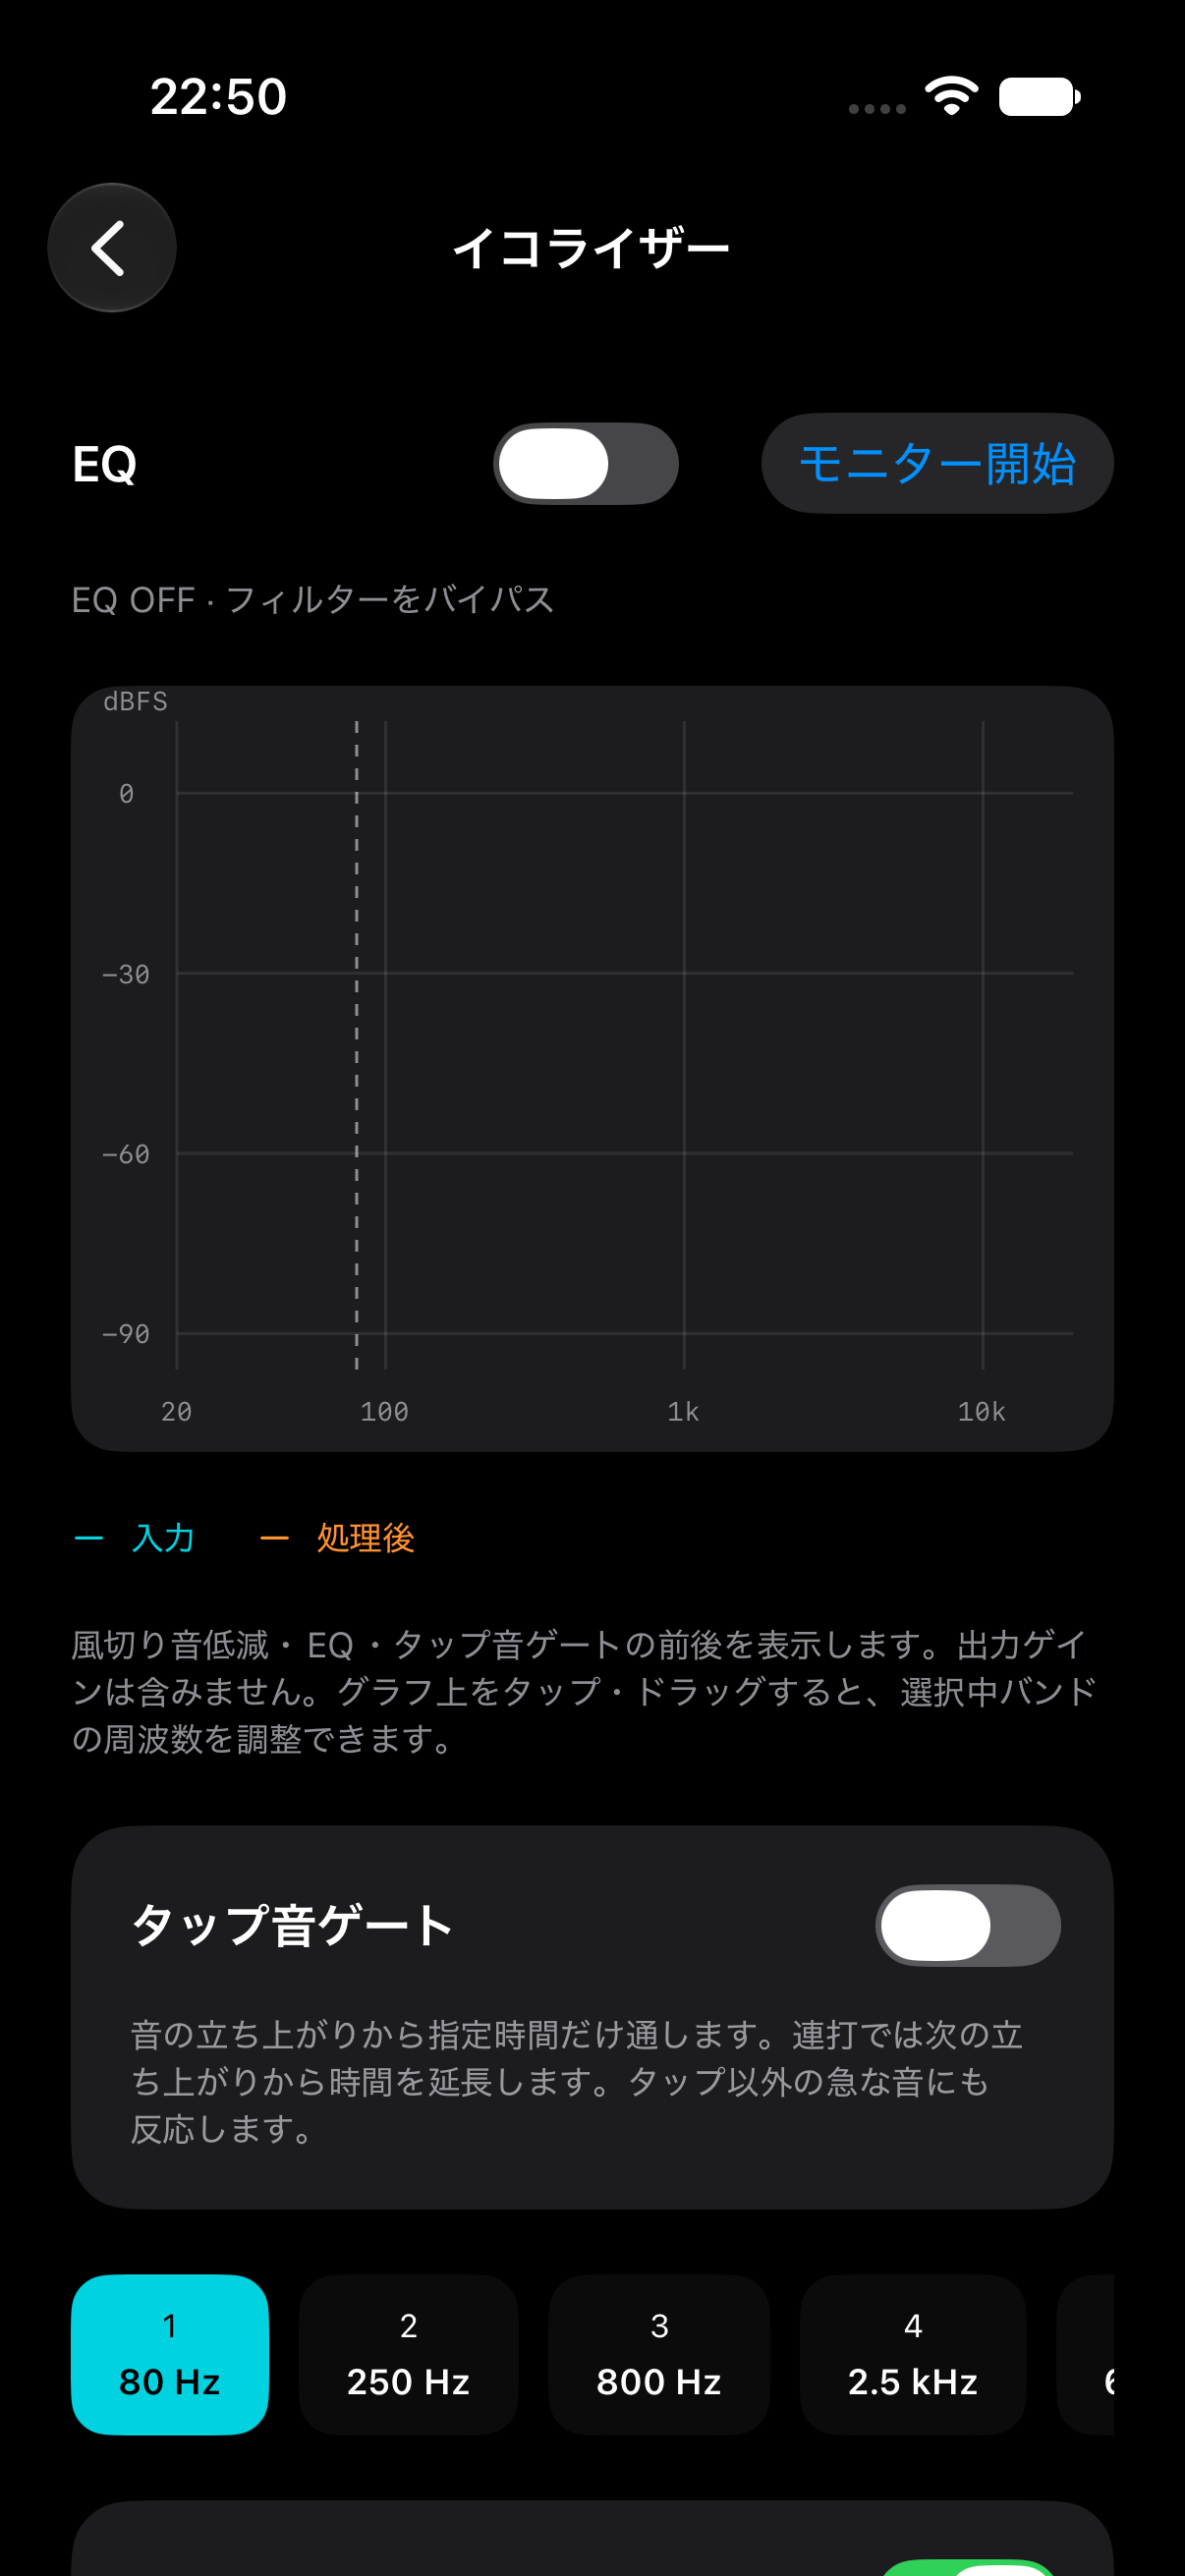 22:50
イコライザー
EQ
モニター開始
EQ OFF · フィルターをバイパス
dBFS
0
−30
−60
−90
20 100 1k 10k
入力 処理後
風切り音低減・EQ・タップ音ゲートの前後を表示します。出力ゲイ
ンは含みません。グラフ上をタップ・ドラッグすると、選択中バンド
の周波数を調整できます。
タップ音ゲート
音の立ち上がりから指定時間だけ通します。連打では次の立
ち上がりから時間を延長します。タップ以外の急な音にも
反応します。
1 2 3 4
80 Hz 250 Hz 800 Hz 2.5 kHz